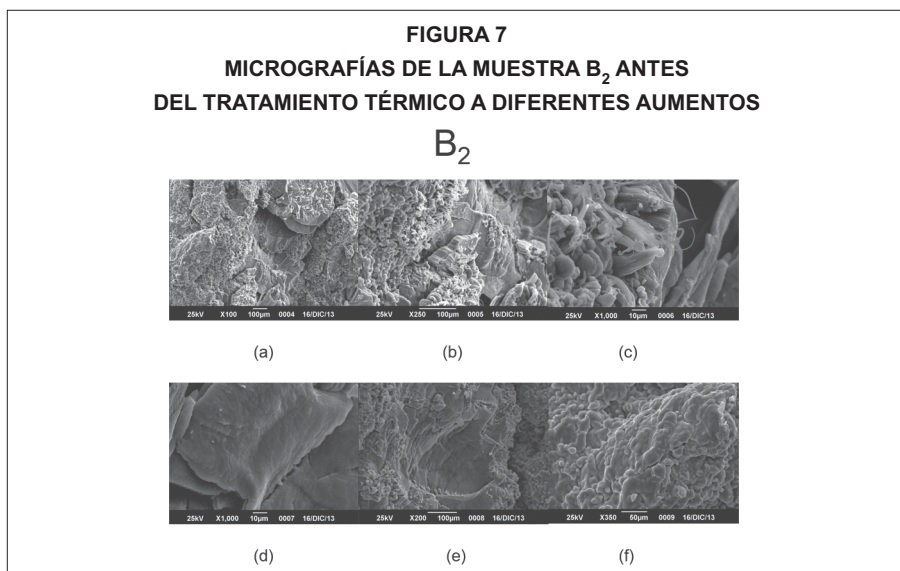 FIGURA 7
MICROGRAFÍAS DE LA MUESTRA B₂ ANTES
DEL TRATAMIENTO TÉRMICO A DIFERENTES AUMENTOS
B₂
25kV X100 100µm 0004 16/DIC/13
25kV X250 100µm 0005 16/DIC/13
25kV X1,000 10µm 0006 16/DIC/13
(a)
(b)
(c)
25kV X1,000 10µm 0007 16/DIC/13
25kV X200 100µm 0008 16/DIC/13
25kV X350 50µm 0009 16/DIC/13
(d)
(e)
(f)